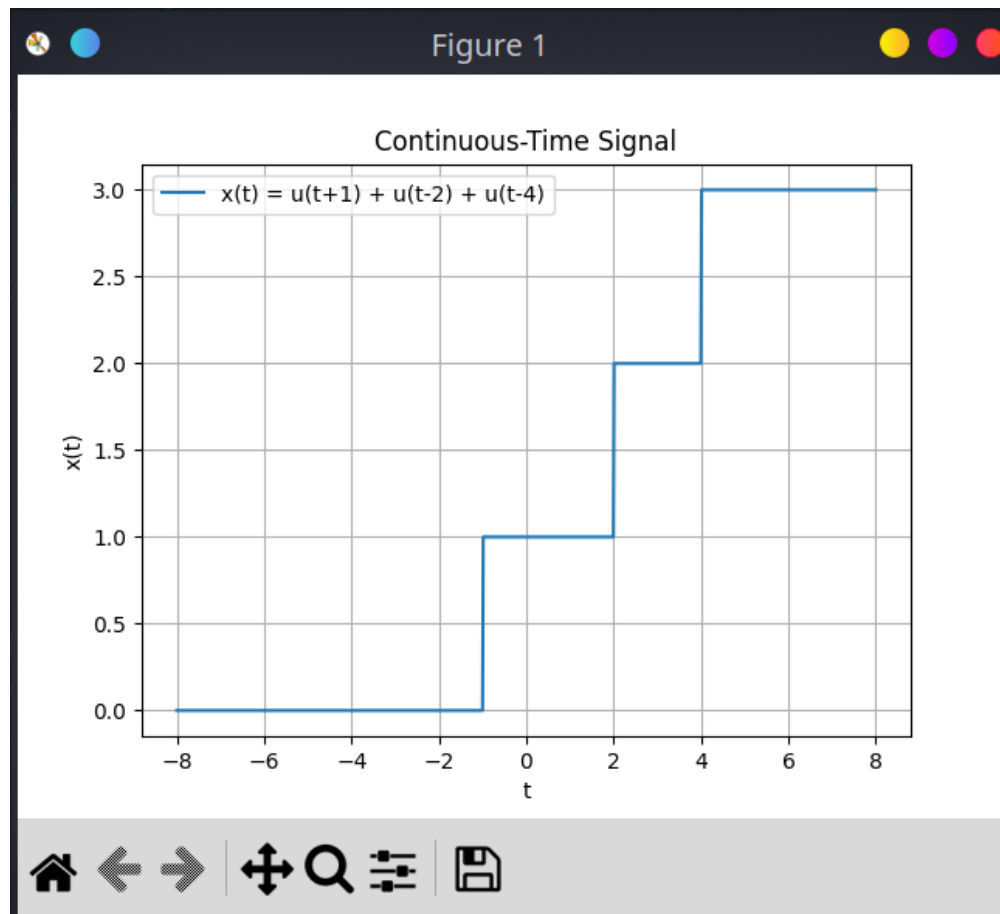 Figure 1
Continuous-Time Signal
x(t) = u(t+1) + u(t-2) + u(t-4)
3.0
2.5
2.0
1.5
1.0
0.5
0.0
x(t)
−8 −6 −4 −2 0 2 4 6 8
t